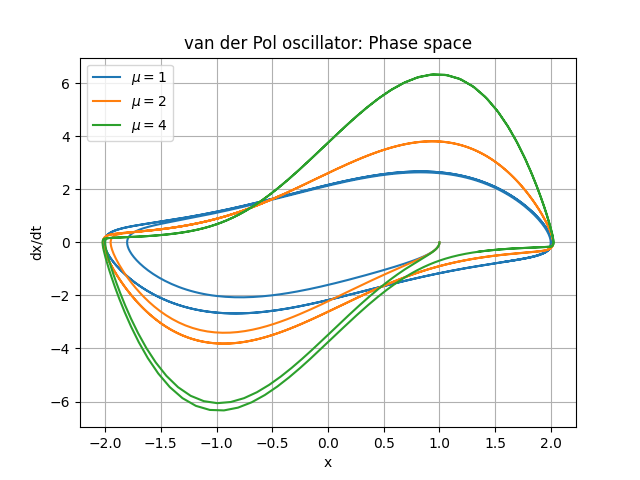 van der Pol oscillator: Phase space
μ = 1
μ = 2
μ = 4
dx/dt
6
4
2
0
−2
−4
−6
−2.0 −1.5 −1.0 −0.5 0.0 0.5 1.0 1.5 2.0
x